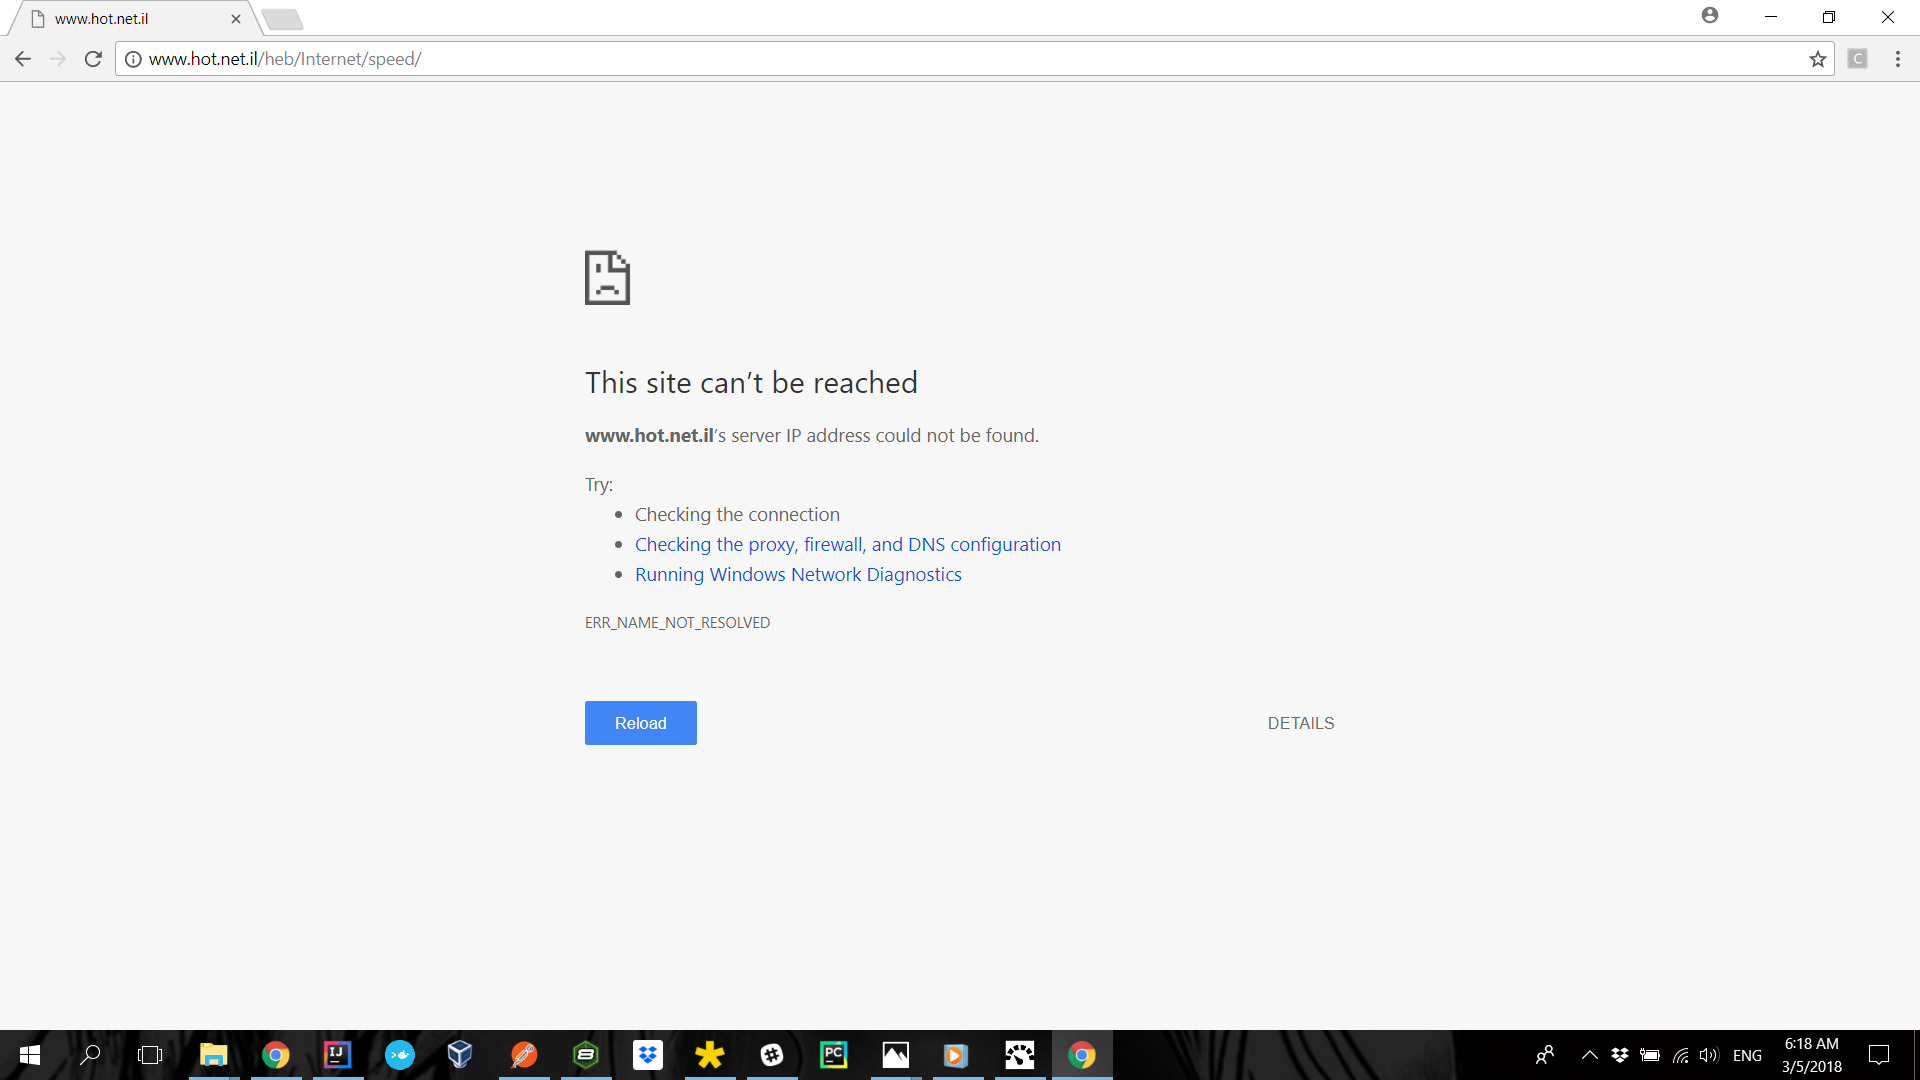 www.hot.net.il
www.hot.net.il/heb/Internet/speed/
C
This site can’t be reached
www.hot.net.il’s server IP address could not be found.
Try:
Checking the connection
Checking the proxy, firewall, and DNS configuration
Running Windows Network Diagnostics
ERR_NAME_NOT_RESOLVED
Reload
DETAILS
IJ
8
PC
ENG
6:18 AM
3/5/2018